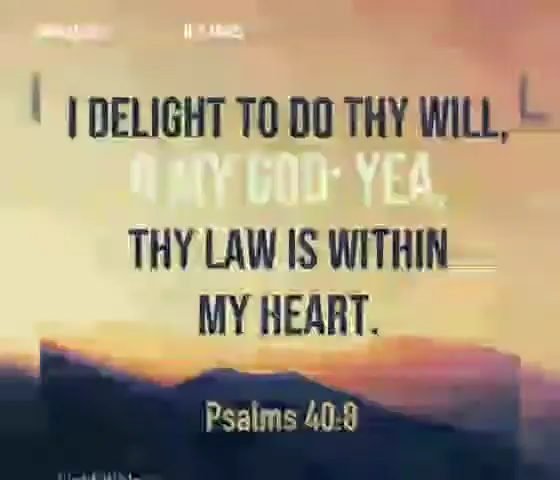 I DELIGHT TO DO THY WILL,
O MY GOD: YEA,
THY LAW IS WITHIN
MY HEART.
Psalms 40:8